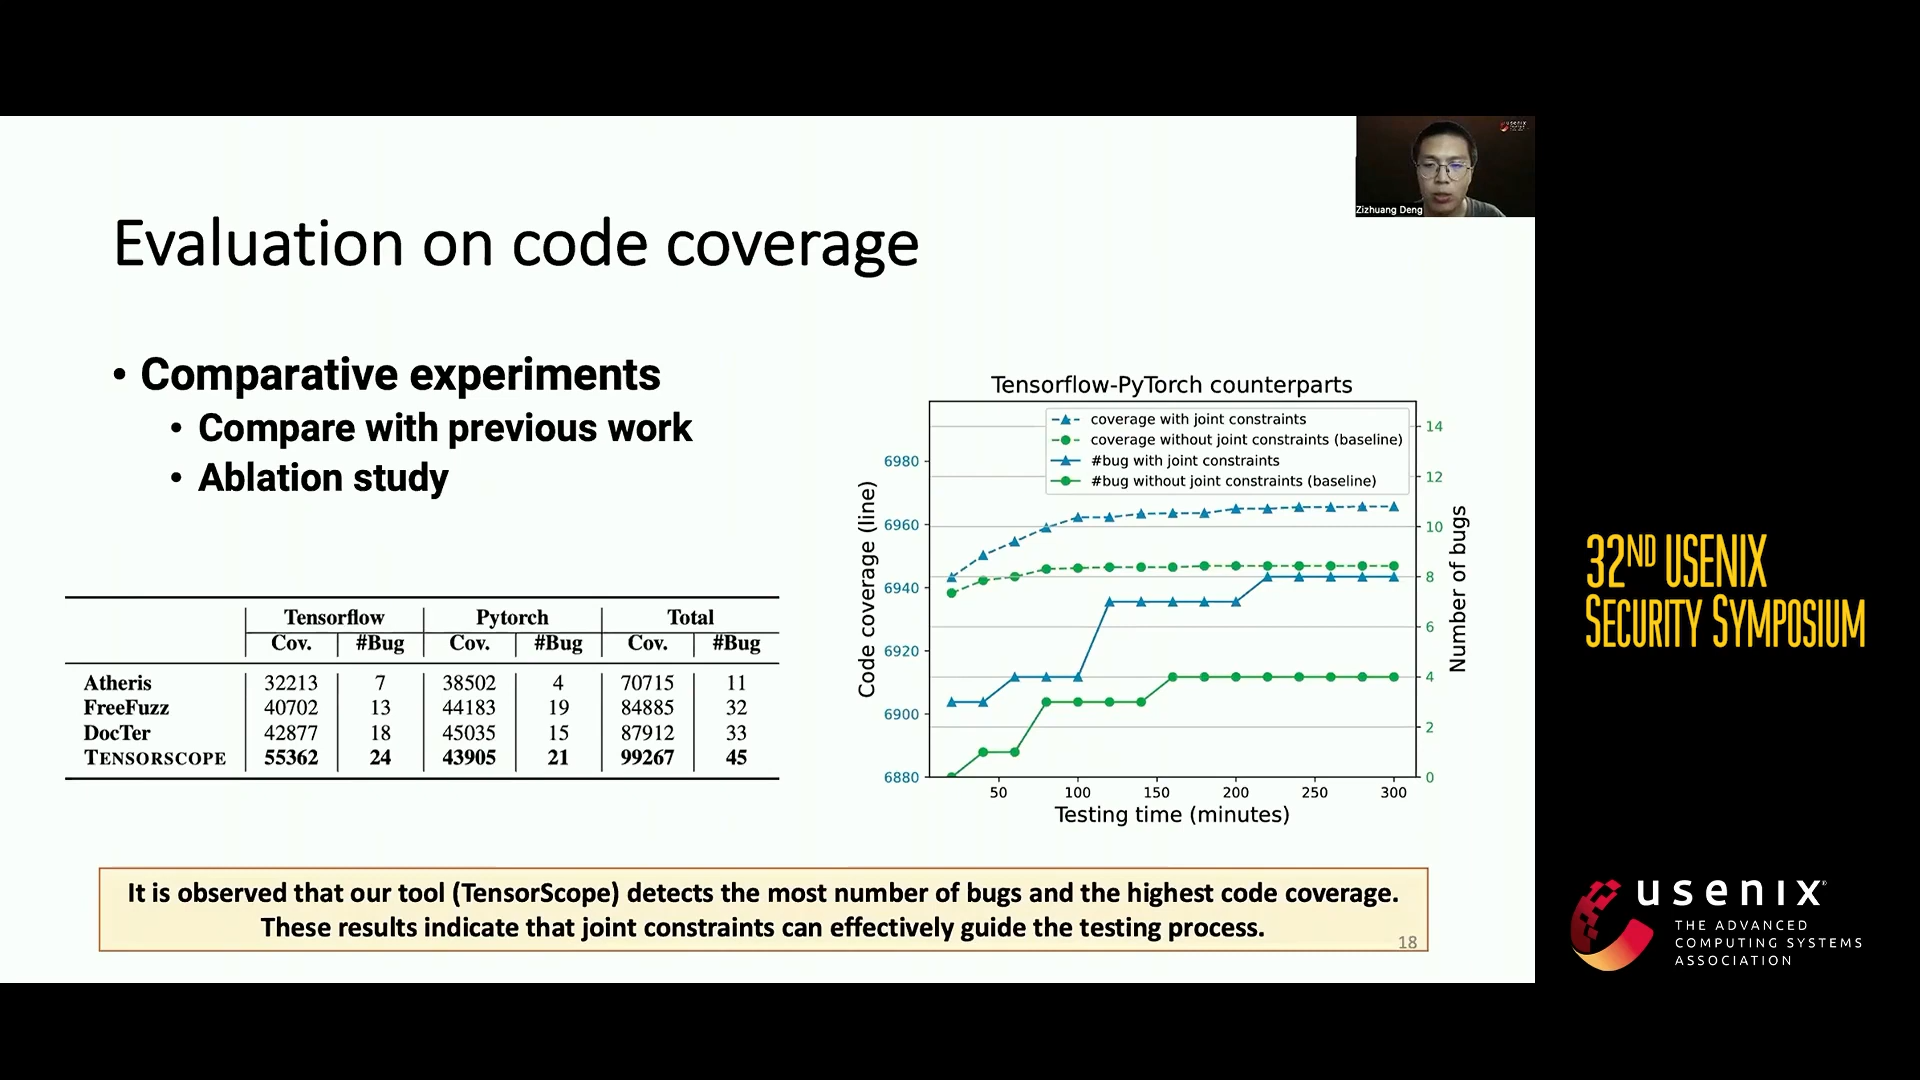 Zizhuang Deng
Evaluation on code coverage
• Comparative experiments
• Compare with previous work
• Ablation study
Tensorflow Pytorch Total
Cov. #Bug Cov. #Bug Cov. #Bug
Atheris 32213 7 38502 4 70715 11
FreeFuzz 40702 13 44183 19 84885 32
DocTer 42877 18 45035 15 87912 33
TENSORSCOPE 55362 24 43905 21 99267 45
Tensorflow-PyTorch counterparts
coverage with joint constraints
coverage without joint constraints (baseline)
#bug with joint constraints
#bug without joint constraints (baseline)
Code coverage (line)
6980
6960
6940
6920
6900
6880
14
12
10
8
6
4
2
0
Number of bugs
50 100 150 200 250 300
Testing time (minutes)
It is observed that our tool (TensorScope) detects the most number of bugs and the highest code coverage.
These results indicate that joint constraints can effectively guide the testing process.
18
32ND USENIX
SECURITY SYMPOSIUM
usenix
THE ADVANCED
COMPUTING SYSTEMS
ASSOCIATION